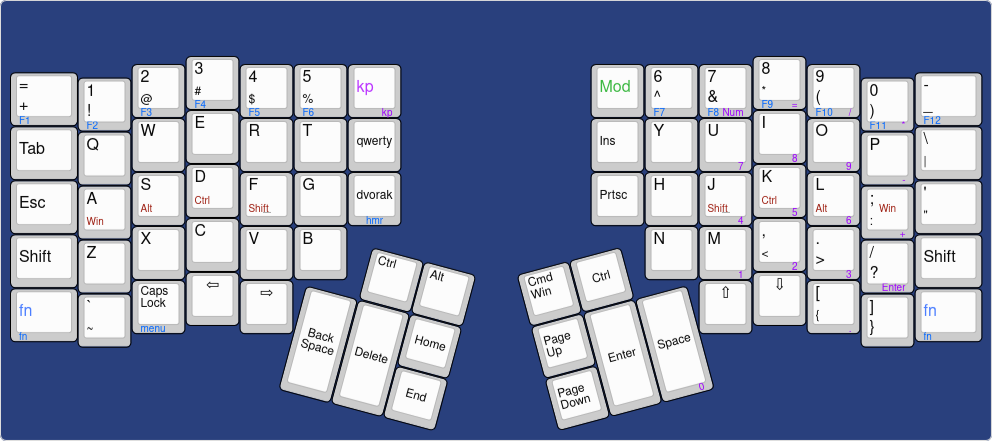 =
+
F1
1
!
F2
2
@
F3
3
#
F4
4
$
F5
5
%
F6
kp
kp
Mod
6
^
F7
7
&
F8 Num
8
*
F9 =
9
(
F10 /
0
)
F11 *
-
_
F12
Tab
Q
W
E
R
T
qwerty
Ins
Y
U
7
I
8
O
9
P
-
\
|
Esc
A
Win
S
Alt
D
Ctrl
F
Shift
G
dvorak
hmr
Prtsc
H
J
Shift
4
K
Ctrl
5
L
Alt
6
;
Win
:
+
'
"
Shift
Z
X
C
V
B
N
M
1
,
<
2
.
>
3
/
?
Enter
Shift
fn
fn
`
~
Caps
Lock
menu
⇦
⇨
⇧
⇩
[
{
.
]
}
fn
fn
Ctrl
Alt
Back
Space
Delete
Home
End
Cmd
Win
Ctrl
Page
Up
Enter
Space
0
Page
Down